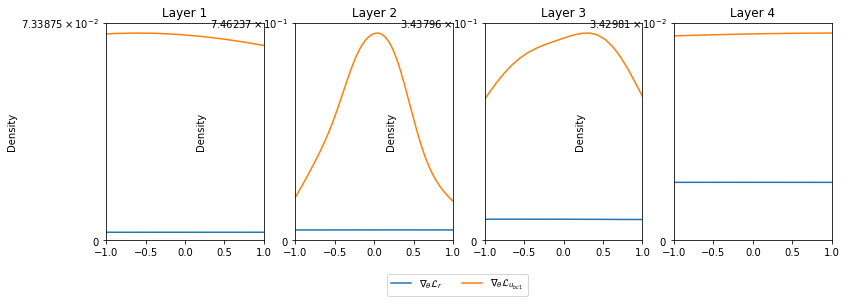 Layer 1
Layer 2
Layer 3
Layer 4
7.33875 × 10⁻²
7.46237 × 10⁻¹
3.43796 × 10⁻¹
3.42981 × 10⁻²
Density
Density
Density
Density
0
0
0
0
−1.0 −0.5 0.0 0.5 1.0
−1.0 −0.5 0.0 0.5 1.0
−1.0 −0.5 0.0 0.5 1.0
−1.0 −0.5 0.0 0.5 1.0
∇θℒr
∇θℒu_bc1